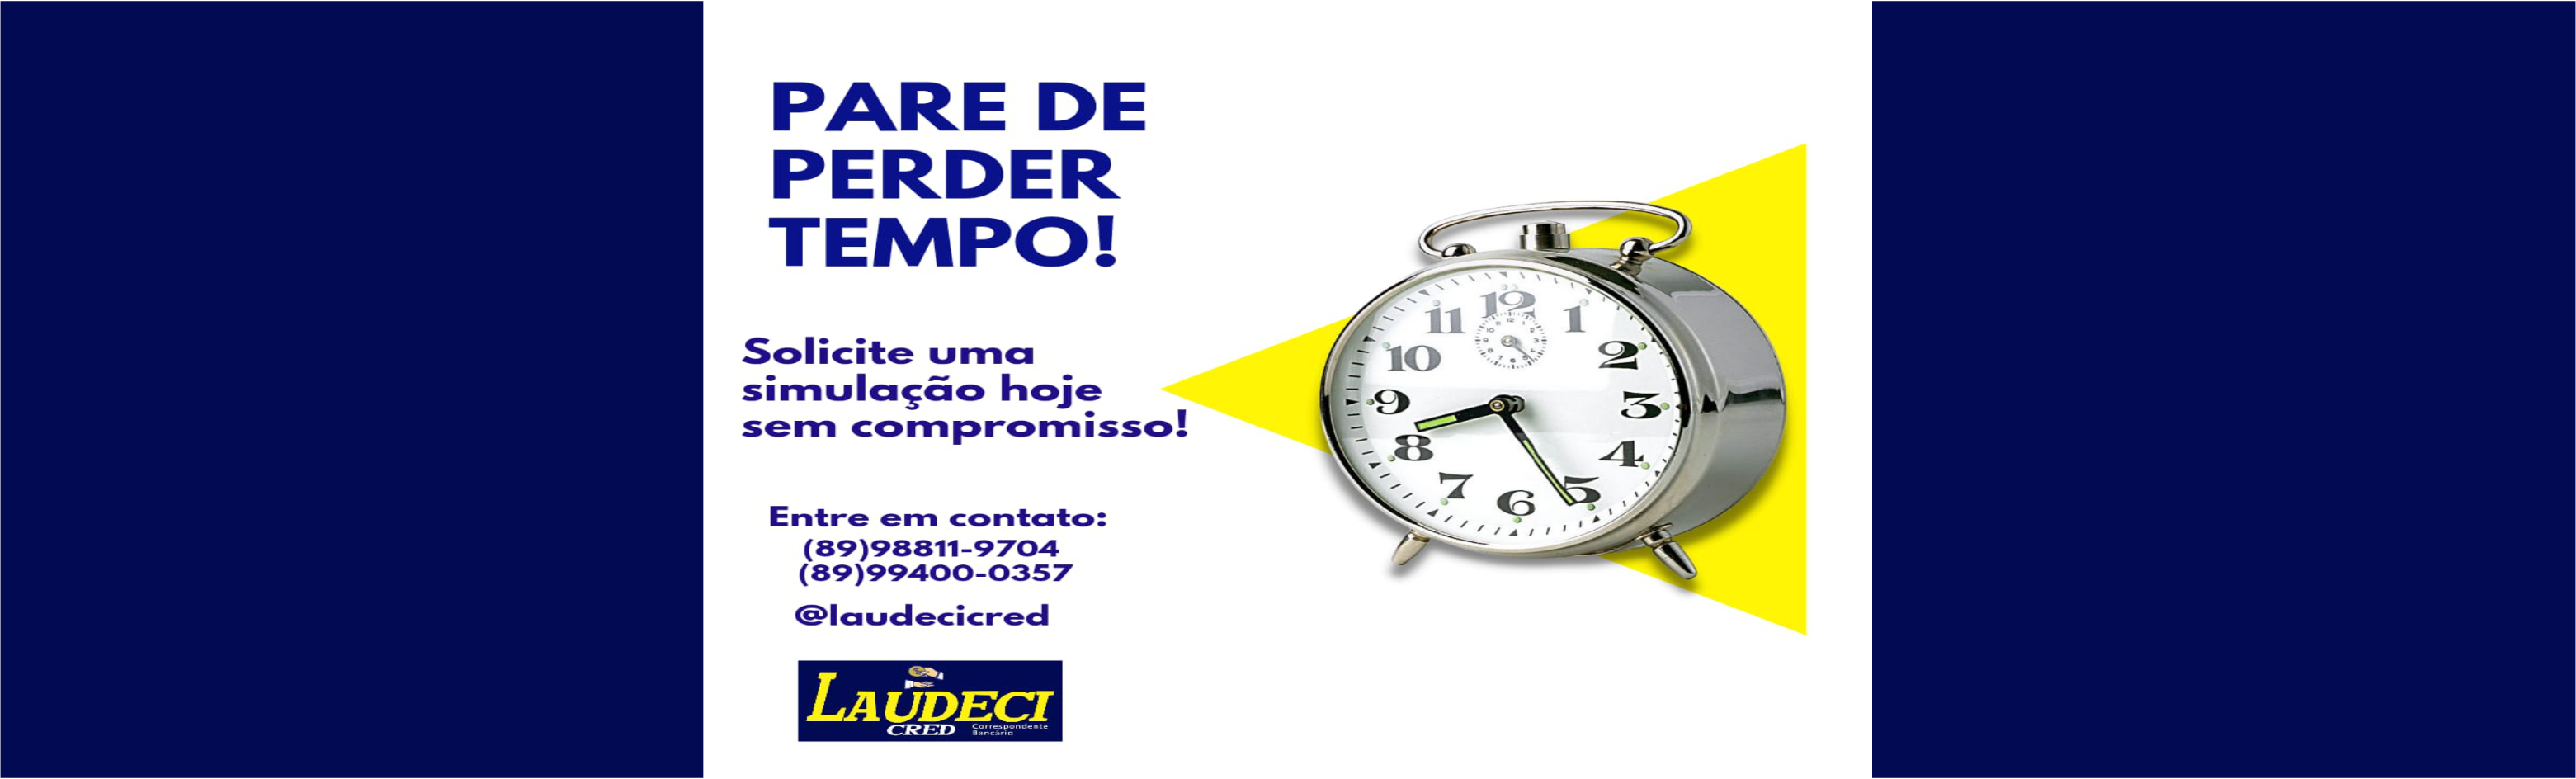 PARE DE
PERDER
TEMPO!
Solicite uma
simulação hoje
sem compromisso!
Entre em contato:
(89)98811-9704
(89)99400-0357
@laudecicred
LAUDECI
CRED
Correspondente
Bancário
12
1
2
3
4
5
6
7
8
9
10
11